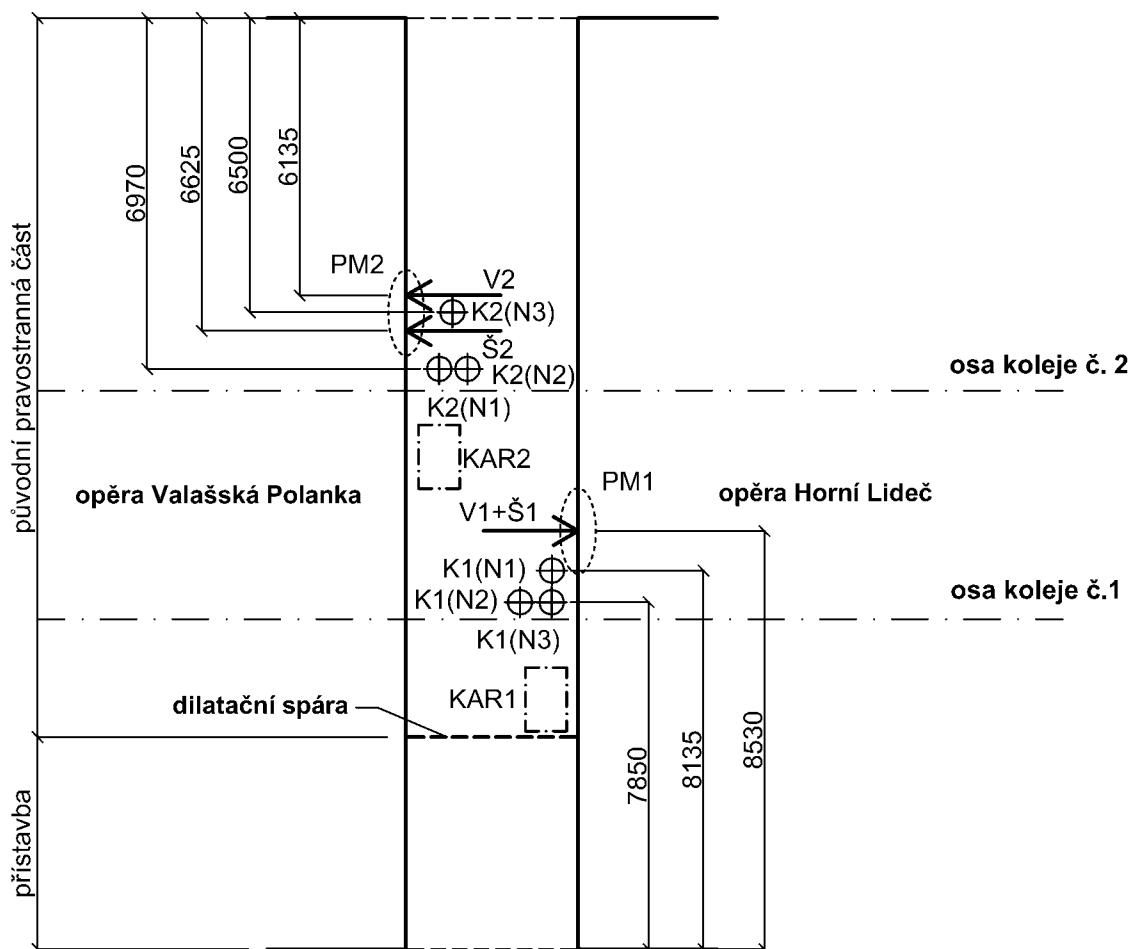 původní pravostranná část
přístavba
6970
6625
6500
6135
PM2
V2
K2(N3)
Š2
K2(N2)
K2(N1)
KAR2
osa koleje č. 2
opěra Valašská Polanka
PM1
opěra Horní Lideč
V1+Š1
K1(N1)
K1(N2)
K1(N3)
osa koleje č.1
KAR1
dilatační spára
7850
8135
8530